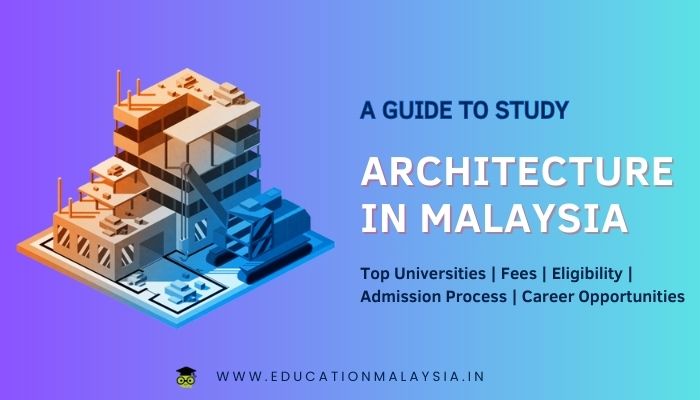 A GUIDE TO STUDY
ARCHITECTURE
IN MALAYSIA
Top Universities | Fees | Eligibility |
Admission Process | Career Opportunities
WWW.EDUCATIONMALAYSIA.IN